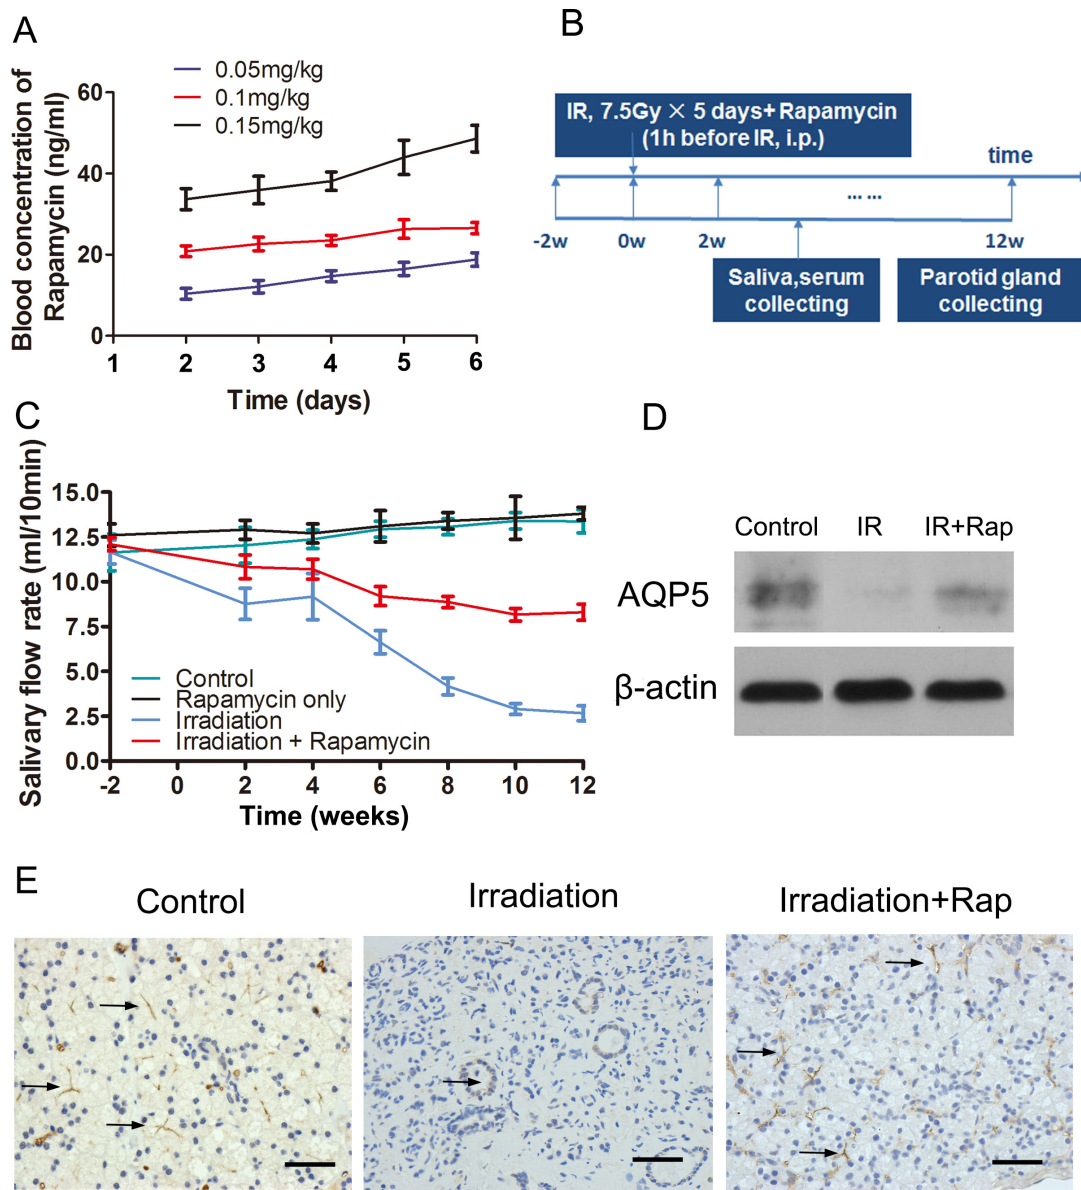 A
0.05mg/kg
0.1mg/kg
0.15mg/kg
Blood concentration of
Rapamycin (ng/ml)
60
40
20
0
1 2 3 4 5 6
Time (days)
B
IR, 7.5Gy × 5 days+ Rapamycin
(1h before IR, i.p.)
time
... ...
-2w 0w 2w 12w
Saliva,serum
collecting
Parotid gland
collecting
C
Salivary flow rate (ml/10min)
15.0
12.5
10.0
7.5
5.0
2.5
0.0
Control
Rapamycin only
Irradiation
Irradiation + Rapamycin
-2 0 2 4 6 8 10 12
Time (weeks)
D
Control IR IR+Rap
AQP5
β-actin
E
Control Irradiation Irradiation+Rap